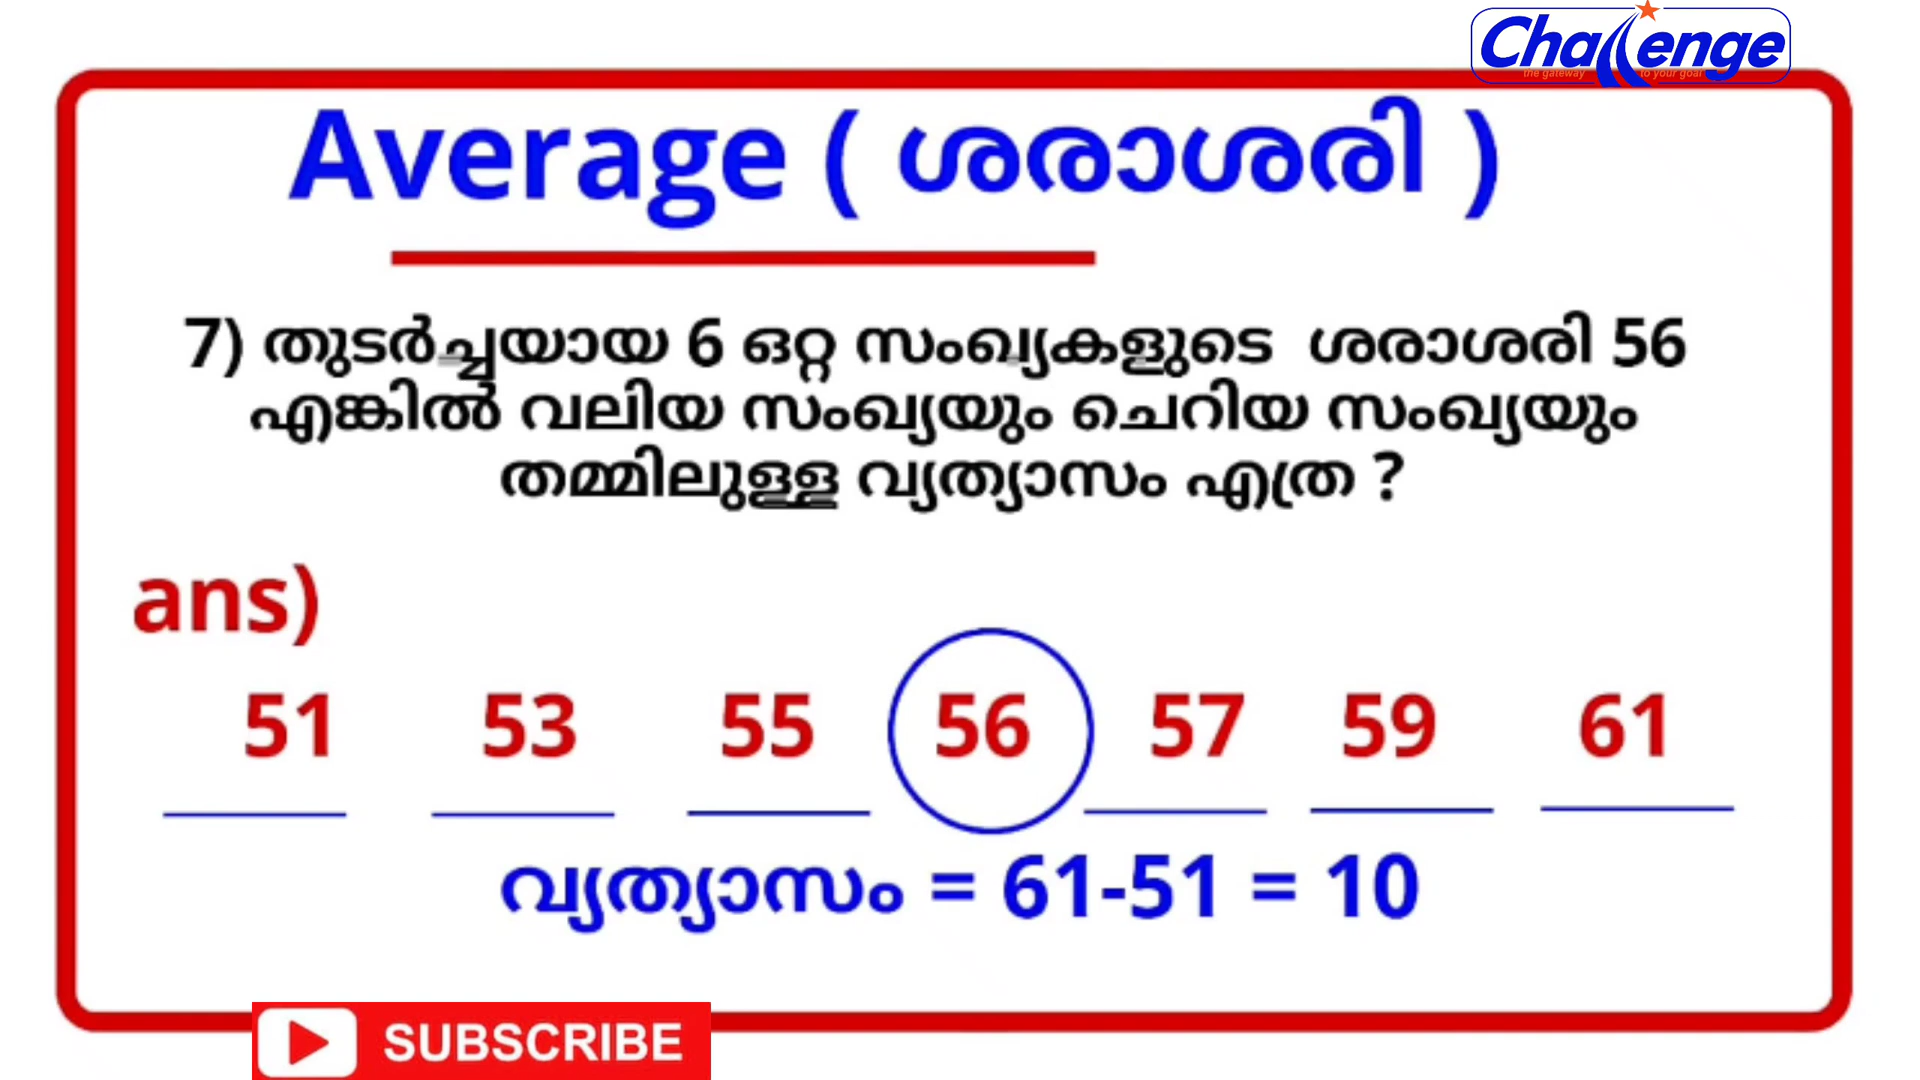 Challenge
the gateway to your goal
Average ( ശരാശരി )
7) തുടർച്ചയായ 6 ഒറ്റ സംഖ്യകളുടെ ശരാശരി 56
എങ്കിൽ വലിയ സംഖ്യയും ചെറിയ സംഖ്യയും
തമ്മിലുള്ള വ്യത്യാസം എത്ര ?
ans)
51 53 55 56 57 59 61
വ്യത്യാസം = 61-51 = 10
SUBSCRIBE